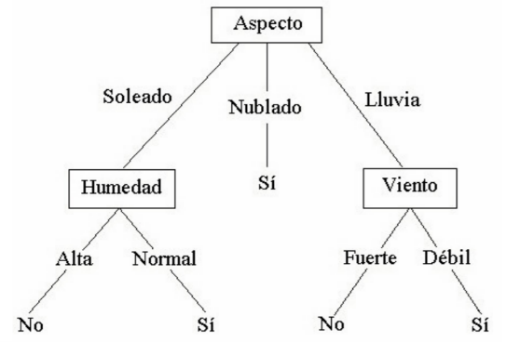 Aspecto
Soleado
Nublado
Lluvia
Sí
Humedad
Viento
Alta
Normal
Fuerte
Débil
No
Sí
No
Sí